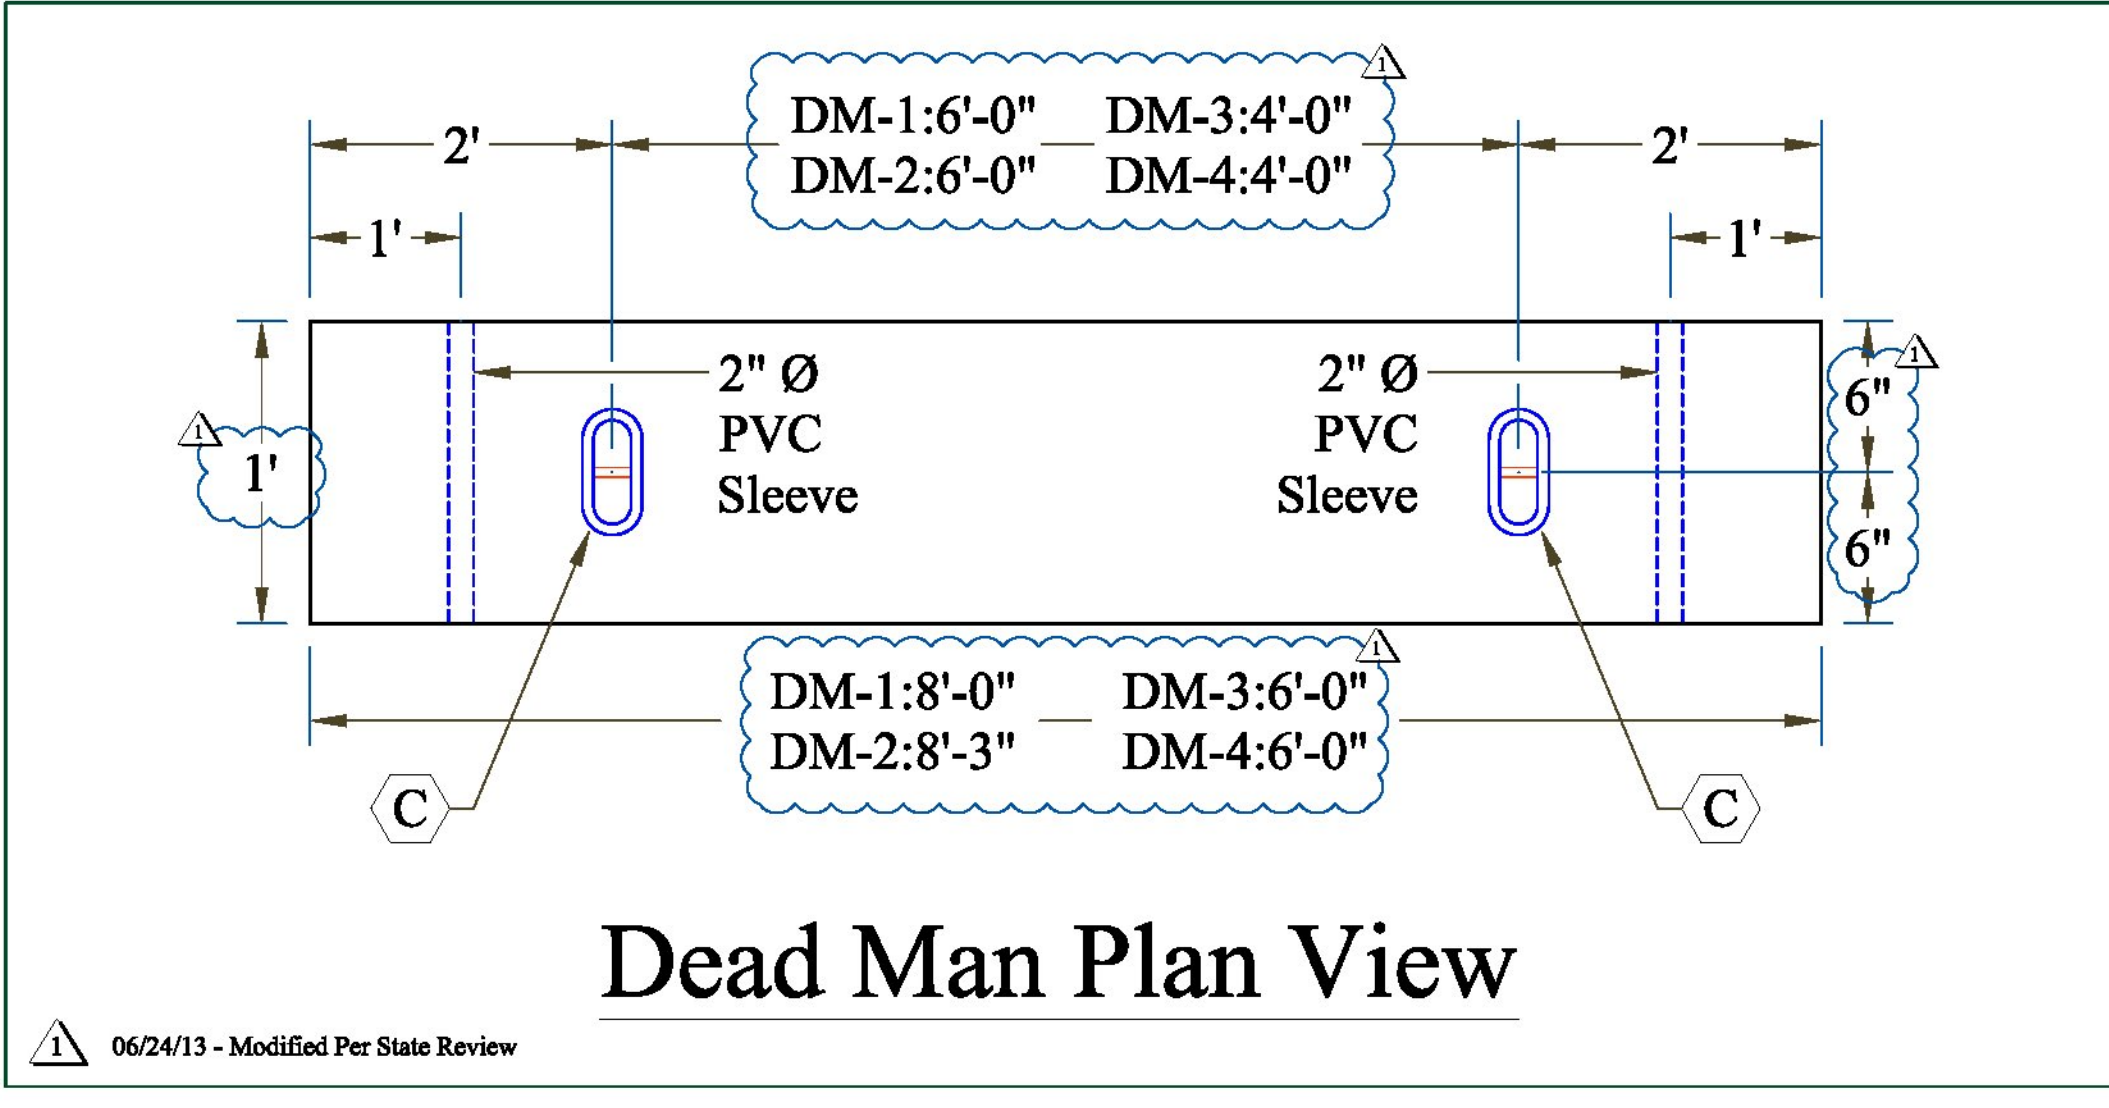 DM-1:6'-0" DM-3:4'-0"
DM-2:6'-0" DM-4:4'-0"
1
2'
2'
1'
1'
2" Ø
PVC
Sleeve
2" Ø
PVC
Sleeve
1
1'
1
6"
6"
DM-1:8'-0" DM-3:6'-0"
DM-2:8'-3" DM-4:6'-0"
1
C
C
Dead Man Plan View
1 06/24/13 - Modified Per State Review